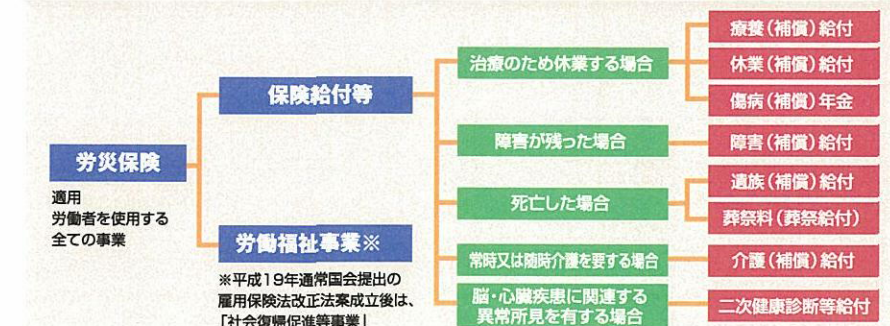 労災保険
適用
労働者を使用する
全ての事業
保険給付等
労働福祉事業※
※平成19年通常国会提出の
雇用保険法改正法案成立後は、
「社会復帰促進等事業」
治療のため休業する場合
療養(補償)給付
休業(補償)給付
傷病(補償)年金
障害が残った場合
障害(補償)給付
死亡した場合
遺族(補償)給付
葬祭料(葬祭給付)
常時又は随時介護を要する場合
介護(補償)給付
脳・心臓疾患に関連する
異常所見を有する場合
二次健康診断等給付